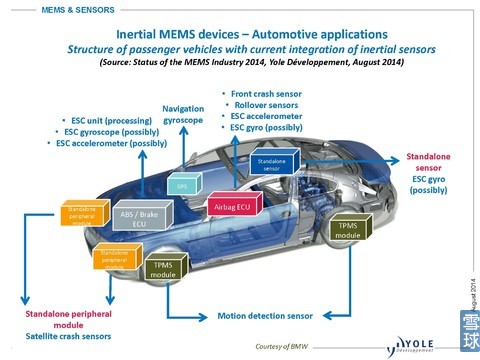 MEMS & SENSORS
Inertial MEMS devices – Automotive applications
Structure of passenger vehicles with current integration of inertial sensors
(Source: Status of the MEMS Industry 2014, Yole Développement, August 2014)
• ESC unit (processing)
• ESC gyroscope (possibly)
• ESC accelerometer (possibly)
Navigation
gyroscope
• Front crash sensor
• Rollover sensors
• ESC accelerometer
• ESC gyro (possibly)
Standalone
sensor
ESC gyro
(possibly)
Standalone
sensor
GPS
Standalone
peripheral
module
ABS / Brake
ECU
Airbag ECU
TPMS
module
Standalone
peripheral
module
TPMS
module
Standalone peripheral
module
Satellite crash sensors
Motion detection sensor
August 2014
Courtesy of BMW
YOLE
Développement
雪球